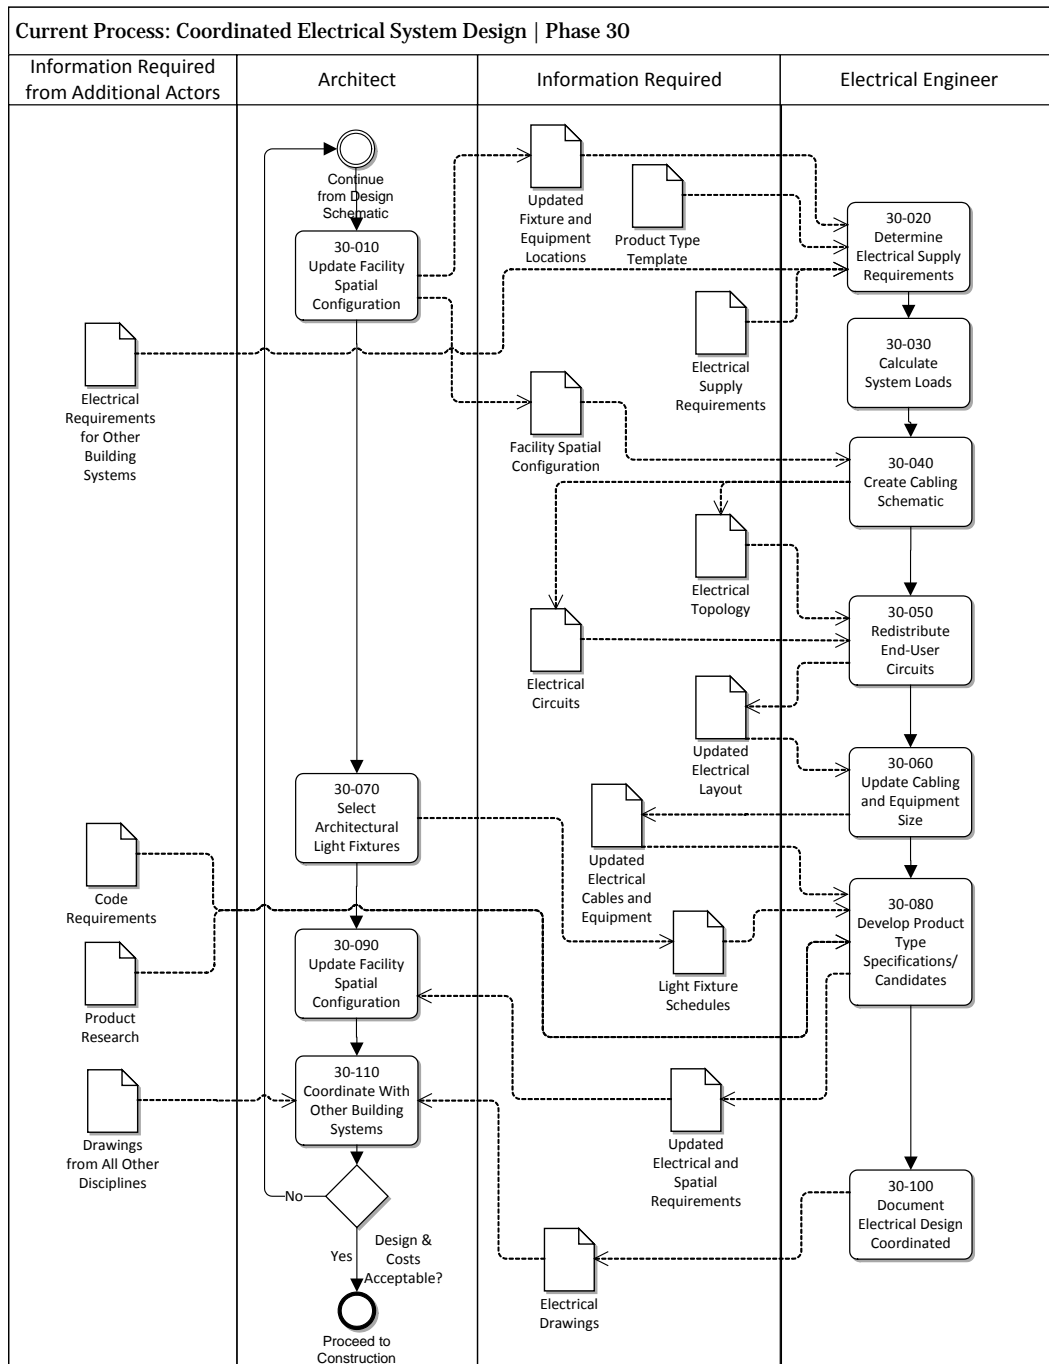 Current Process: Coordinated Electrical System Design | Phase 30
Information Required
from Additional Actors
Architect
Information Required
Electrical Engineer
Continue
from Design
Schematic
30-010
Update Facility
Spatial
Configuration
Updated
Fixture and
Equipment
Locations
Product Type
Template
30-020
Determine
Electrical Supply
Requirements
Electrical
Requirements
for Other
Building
Systems
Electrical
Supply
Requirements
30-030
Calculate
System Loads
Facility Spatial
Configuration
30-040
Create Cabling
Schematic
Electrical
Topology
Electrical
Circuits
30-050
Redistribute
End-User
Circuits
Updated
Electrical
Layout
30-060
Update Cabling
and Equipment
Size
30-070
Select
Architectural
Light Fixtures
Updated
Electrical
Cables and
Equipment
Code
Requirements
30-080
Develop Product
Type
Specifications/
Candidates
Light Fixture
Schedules
Product
Research
30-090
Update Facility
Spatial
Configuration
30-110
Coordinate With
Other Building
Systems
Drawings
from All Other
Disciplines
Updated
Electrical and
Spatial
Requirements
30-100
Document
Electrical Design
Coordinated
No
Yes
Design &
Costs
Acceptable?
Electrical
Drawings
Proceed to
Construction